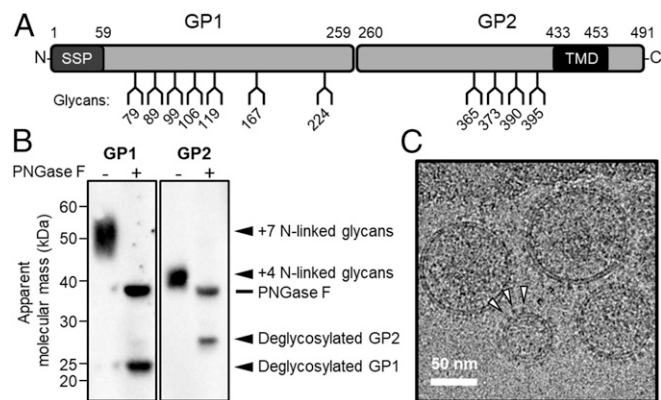 A
GP1 GP2
1 59 259 260 433 453 491
N- SSP TMD -C
Glycans:
79 89 99 106 119 167 224 365 373 390 395
B
GP1 GP2
PNGase F - + - +
Apparent
molecular mass (kDa)
60
50
40
30
25
20
+7 N-linked glycans
+4 N-linked glycans
PNGase F
Deglycosylated GP2
Deglycosylated GP1
C
50 nm